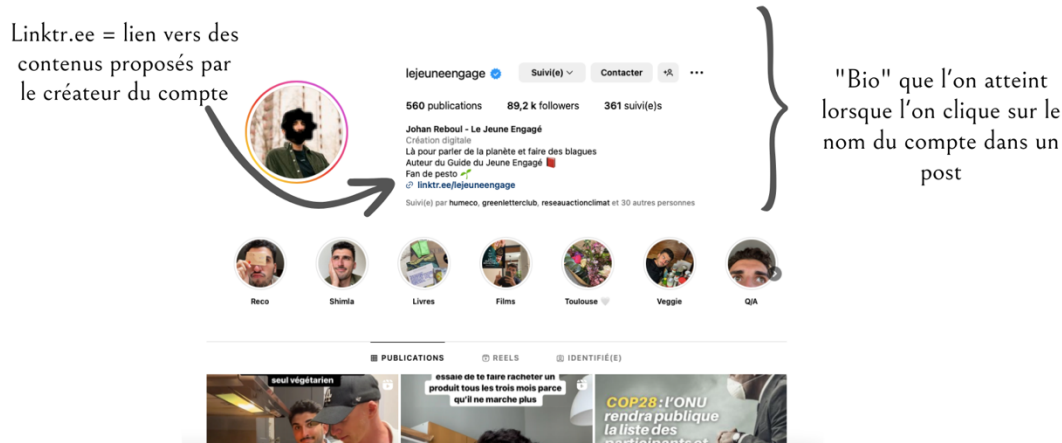 Linktr.ee = lien vers des
contenus proposés par
le créateur du compte
lejeuneengage Suivi(e) Contacter
560 publications 89,2 k followers 361 suivi(e)s
Johan Reboul - Le Jeune Engagé
Création digitale
Là pour parler de la planète et faire des blagues
Auteur du Guide du Jeune Engagé
Fan de pesto
linktr.ee/lejeuneengage
Suivi(e) par humeco, greenletterclub, reseauactionclimat et 30 autres personnes
"Bio" que l'on atteint
lorsque l'on clique sur le
nom du compte dans un
post
Reco Shimla Livres Films Toulouse Veggie Q/A
PUBLICATIONS REELS IDENTIFIÉ(E)
seul végétarien
essaie de te faire racheter un
produit tous les trois mois parce
qu'il ne marche plus
COP28 : l'ONU
rendra publique
la liste des
participants et